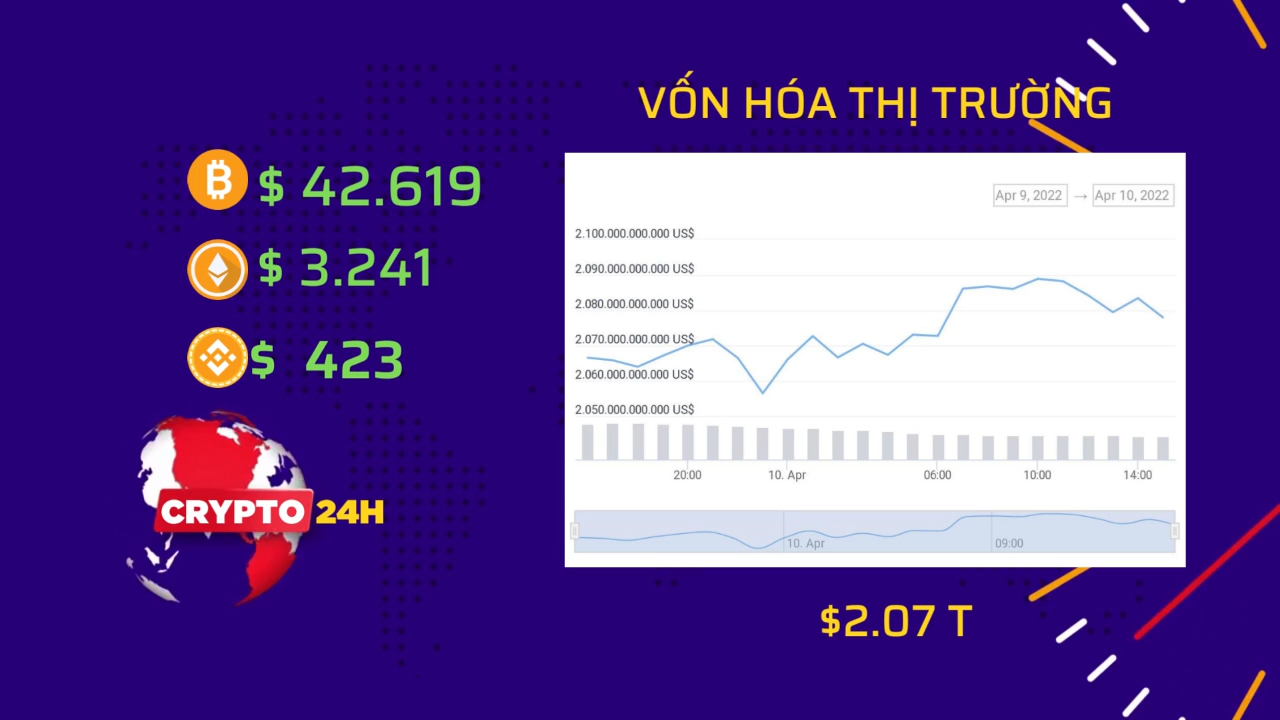 VỐN HÓA THỊ TRƯỜNG
$ 42.619
$ 3.241
$ 423
CRYPTO 24H
Apr 9, 2022 → Apr 10, 2022
2.100.000.000.000 US$
2.090.000.000.000 US$
2.080.000.000.000 US$
2.070.000.000.000 US$
2.060.000.000.000 US$
2.050.000.000.000 US$
20:00 10. Apr 06:00 10:00 14:00
10. Apr 09:00
$2.07 T